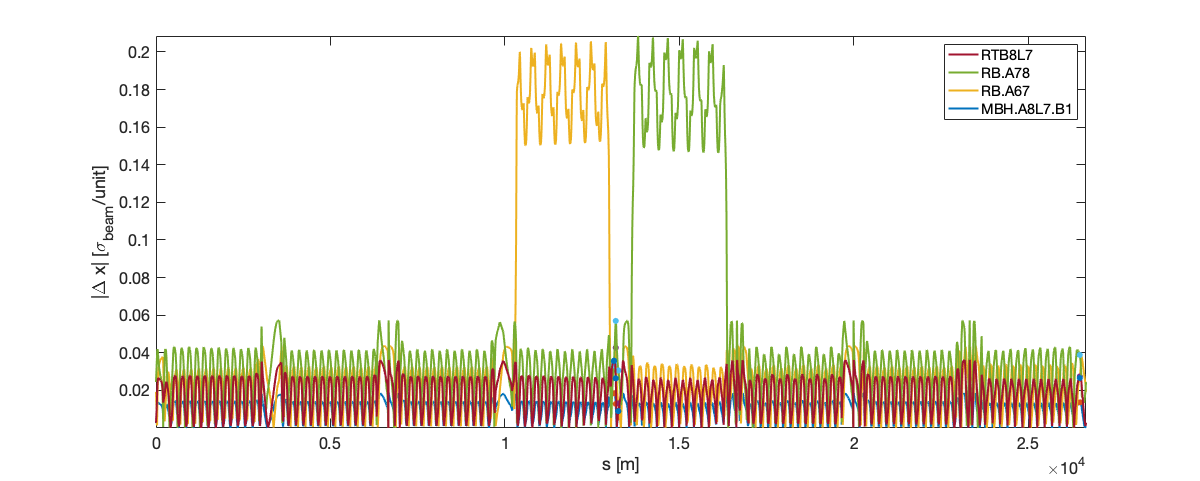 0.2
0.18
0.16
0.14
0.12
0.1
0.08
0.06
0.04
0.02
|Δ x| [σbeam/unit]
RTB8L7
RB.A78
RB.A67
MBH.A8L7.B1
0 0.5 1 1.5 2 2.5
s [m]
×10^4